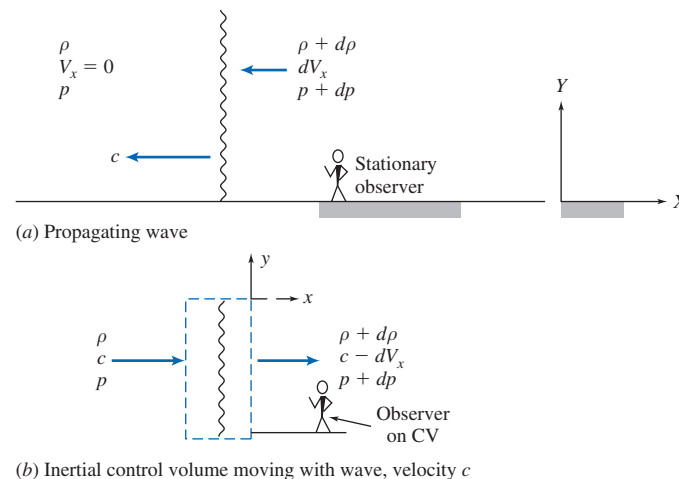 ρ
V_x = 0
p
ρ + dρ
dV_x
p + dp
c
Stationary
observer
Y
X
(a) Propagating wave
y
x
ρ
c
p
ρ + dρ
c − dV_x
p + dp
Observer
on CV
(b) Inertial control volume moving with wave, velocity c